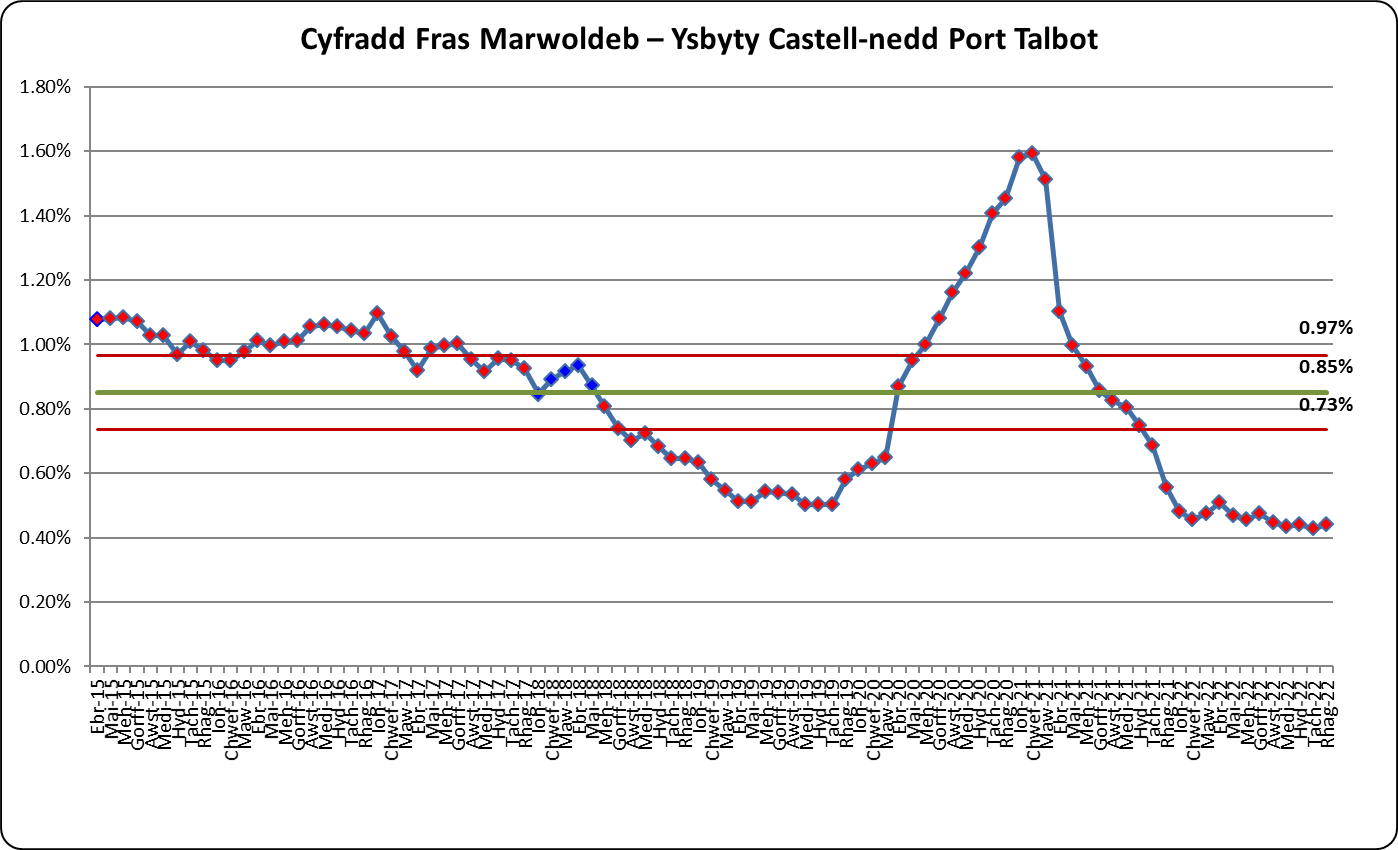 Cyfradd Fras Marwoldeb – Ysbyty Castell-nedd Port Talbot
1.80%
1.60%
1.40%
1.20%
1.00%
0.80%
0.60%
0.40%
0.20%
0.00%
0.97%
0.85%
0.73%
Ebr-15
Mai-15
Meh-15
Gorff-15
Awst-15
Medi-15
Hyd-15
Tach-15
Rhag-15
Ion-16
Chwef-16
Maw-16
Ebr-16
Mai-16
Meh-16
Gorff-16
Awst-16
Medi-16
Hyd-16
Tach-16
Rhag-16
Ion-17
Chwef-17
Maw-17
Ebr-17
Mai-17
Meh-17
Gorff-17
Awst-17
Medi-17
Hyd-17
Tach-17
Rhag-17
Ion-18
Chwef-18
Maw-18
Ebr-18
Mai-18
Meh-18
Gorff-18
Awst-18
Medi-18
Hyd-18
Tach-18
Rhag-18
Ion-19
Chwef-19
Maw-19
Ebr-19
Mai-19
Meh-19
Gorff-19
Awst-19
Medi-19
Hyd-19
Tach-19
Rhag-19
Ion-20
Chwef-20
Maw-20
Ebr-20
Mai-20
Meh-20
Gorff-20
Awst-20
Medi-20
Hyd-20
Tach-20
Rhag-20
Ion-21
Chwef-21
Maw-21
Ebr-21
Mai-21
Meh-21
Gorff-21
Awst-21
Medi-21
Hyd-21
Tach-21
Rhag-21
Ion-22
Chwef-22
Maw-22
Ebr-22
Mai-22
Meh-22
Gorff-22
Awst-22
Medi-22
Hyd-22
Tach-22
Rhag-22